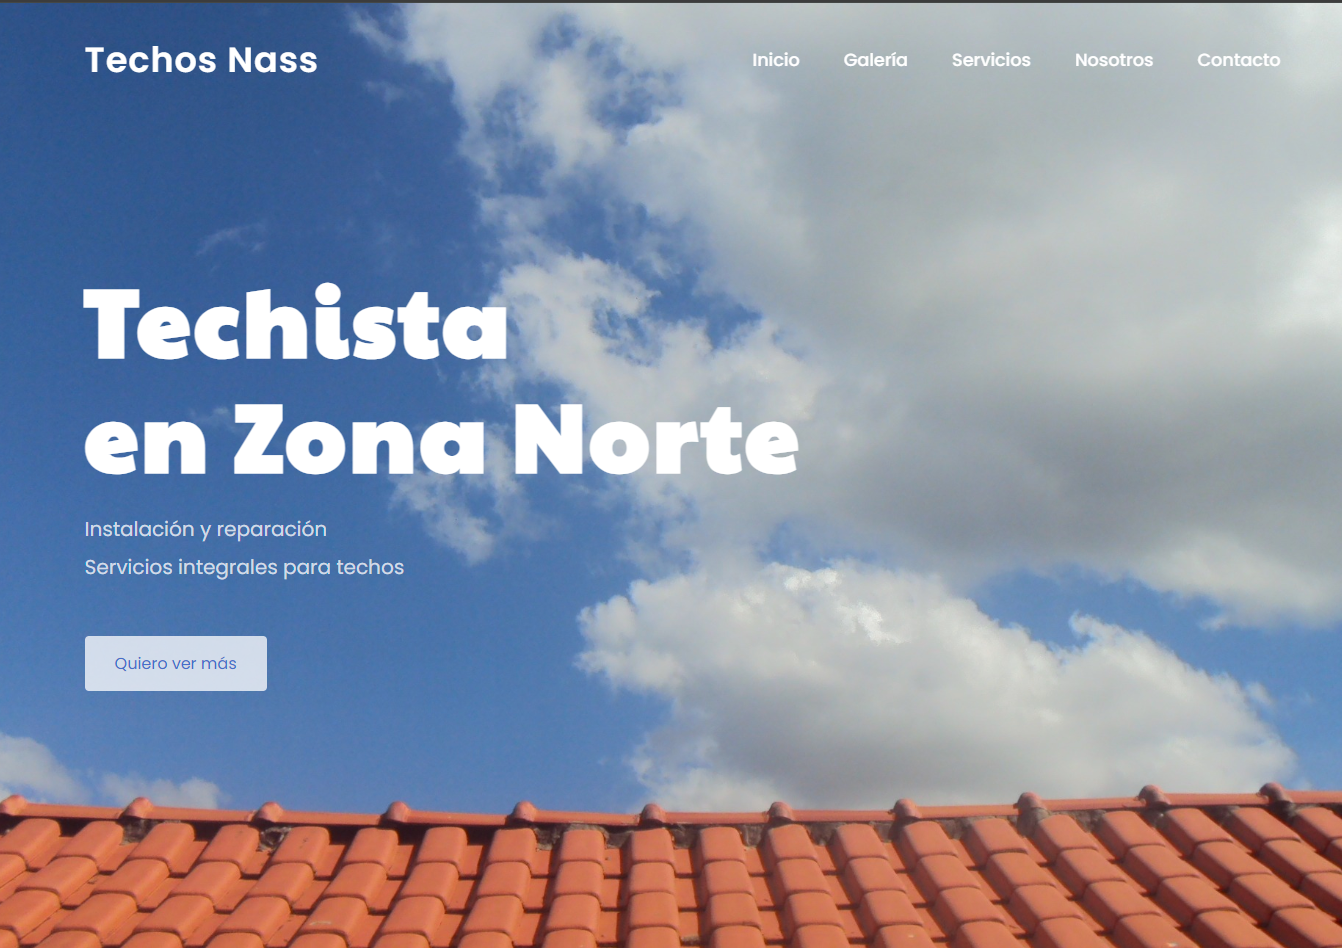 Techos Nass
Inicio Galería Servicios Nosotros Contacto
Techista
en Zona Norte
Instalación y reparación
Servicios integrales para techos
Quiero ver más